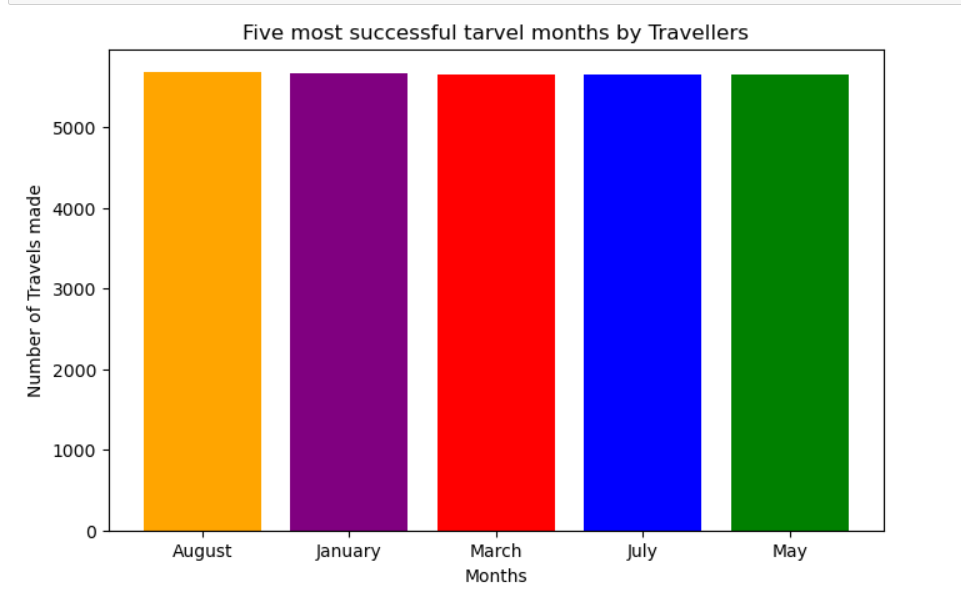 Five most successful tarvel months by Travellers
Number of Travels made
5000
4000
3000
2000
1000
0
August January March July May
Months